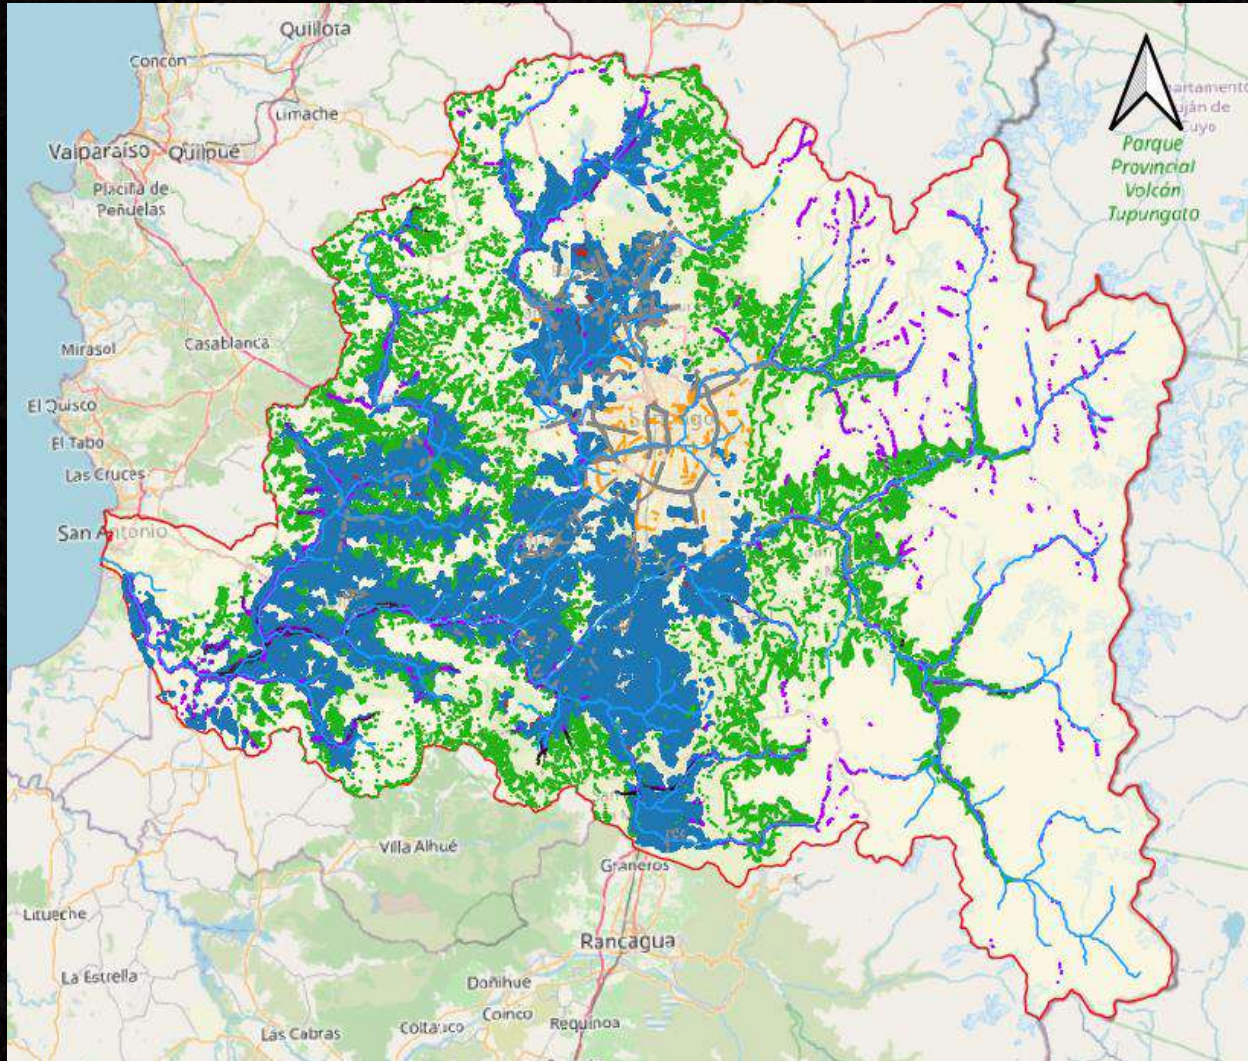 Quillota
Concón
Limache
Valparaíso
Quilpué
Placilla de
Peñuelas
Parque
Provincial
Volcán
Tupungato
Mirasol
Casablanca
El Quisco
El Tabo
Las Cruces
San Antonio
Villa Alhué
Graneros
Litueche
Rancagua
La Estrella
Doñihue
Coinco
Requínoa
Coltauco
Las Cabras